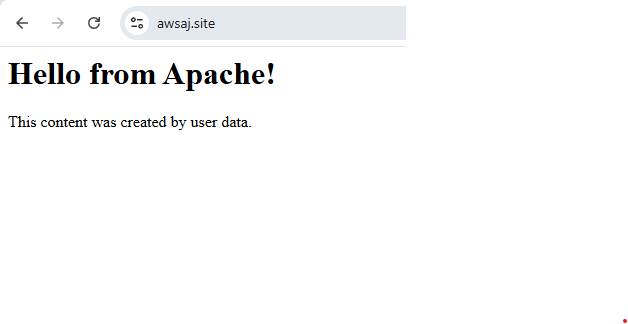 awsaj.site
Hello from Apache!
This content was created by user data.